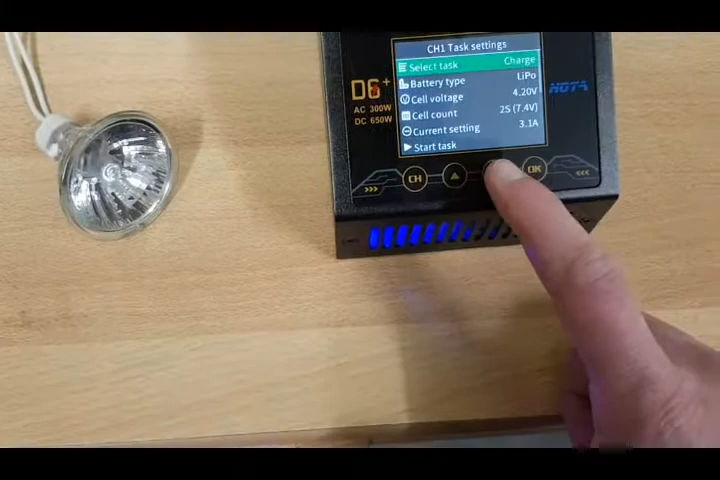 CH1 Task settings
Select task Charge
Battery type LiPo
Cell voltage 4.20V
Cell count 2S (7.4V)
Current setting 3.1A
Start task
D6+
AC 300W
DC 650W
HOTA
CH
OK